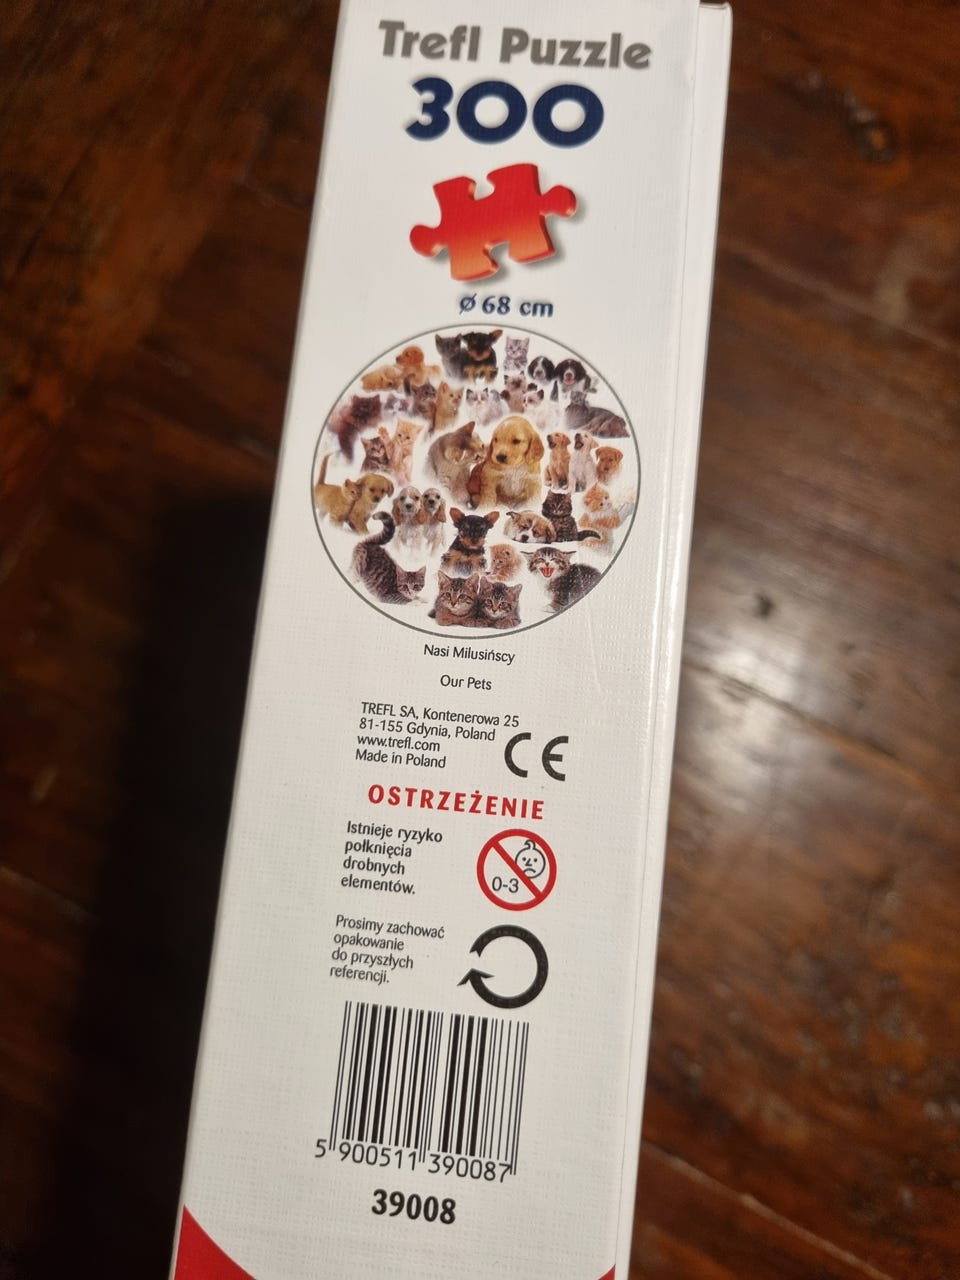 Trefl Puzzle
300
Ø 68 cm
Nasi Milusińscy
Our Pets
TREFL SA, Kontenerowa 25
81-155 Gdynia, Poland
www.trefl.com
Made in Poland
CE
OSTRZEŻENIE
Istnieje ryzyko
połknięcia
drobnych
elementów.
0-3
Prosimy zachować
opakowanie
do przyszłych
referencji.
5 900511 390087
39008